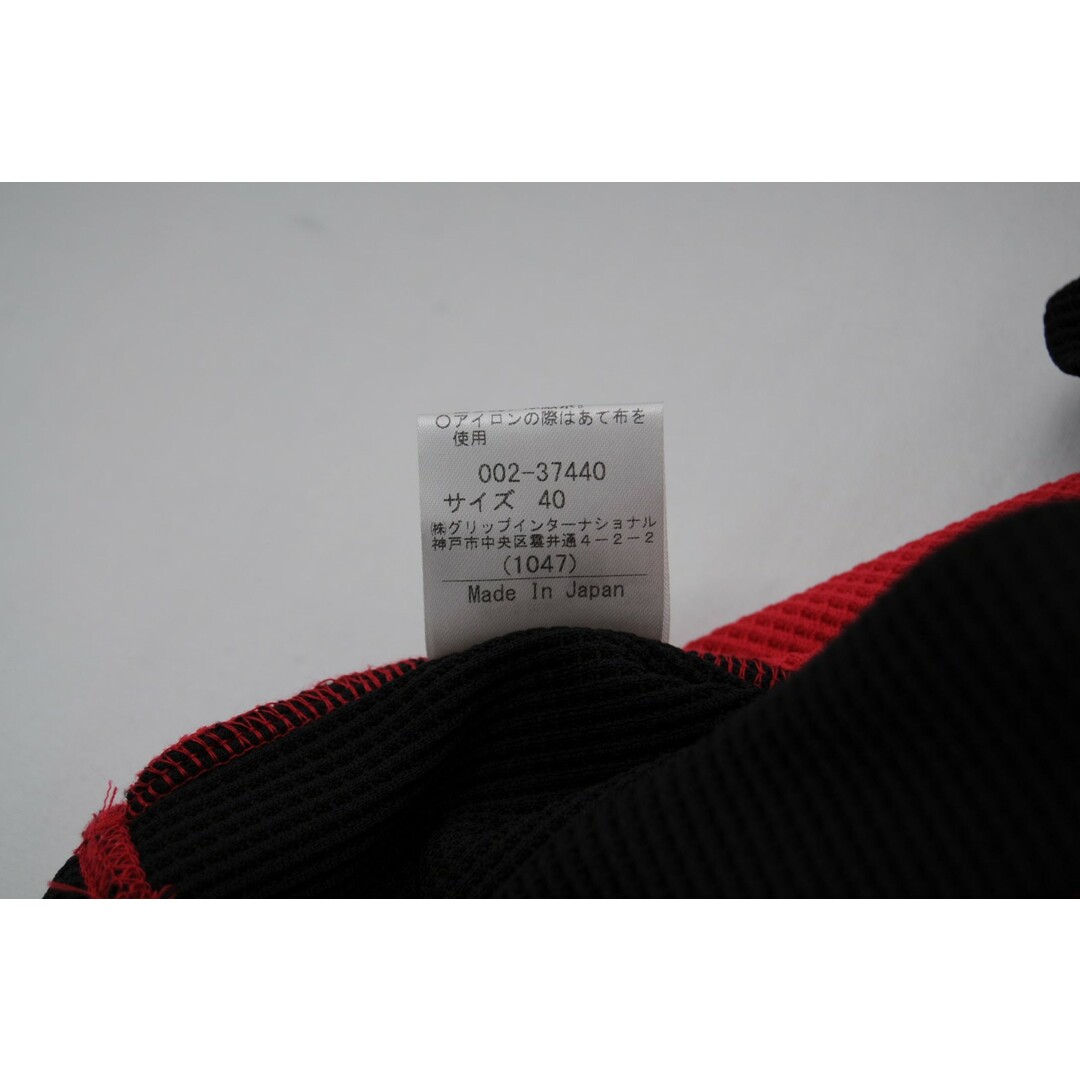 〇アイロンの際はあて布を
使用
002-37440
サイズ 40
㈱グリップインターナショナル
神戸市中央区雲井通4-2-2
(1047)
Made In Japan